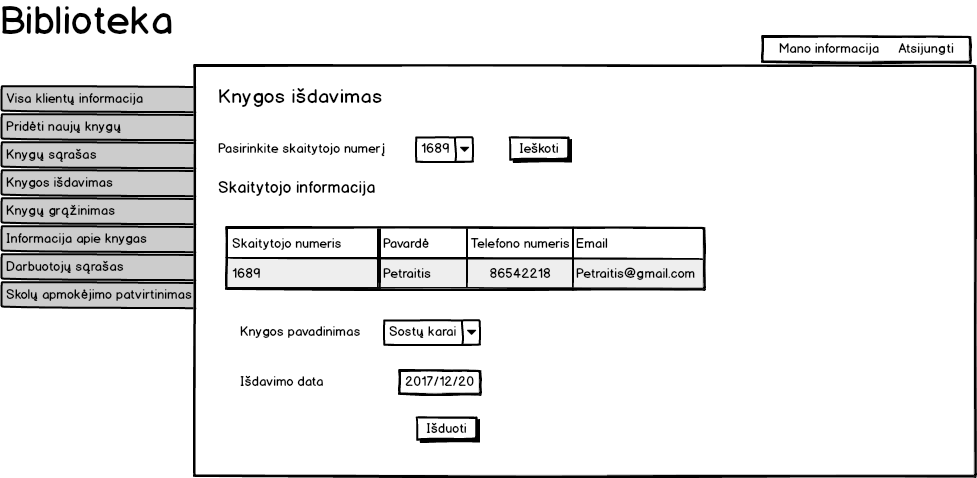 Biblioteka
Mano informacija Atsijungti
Visa klientų informacija
Pridėti naujų knygų
Knygų sąrašas
Knygos išdavimas
Knygų grąžinimas
Informacija apie knygas
Darbuotojų sąrašas
Skolų apmokėjimo patvirtinimas
Knygos išdavimas
Pasirinkite skaitytojo numerį 1689 Ieškoti
Skaitytojo informacija
Skaitytojo numeris Pavardė Telefono numeris Email
1689 Petraitis 86542218 Petraitis@gmail.com
Knygos pavadinimas Sostų karai
Išdavimo data 2017/12/20
Išduoti